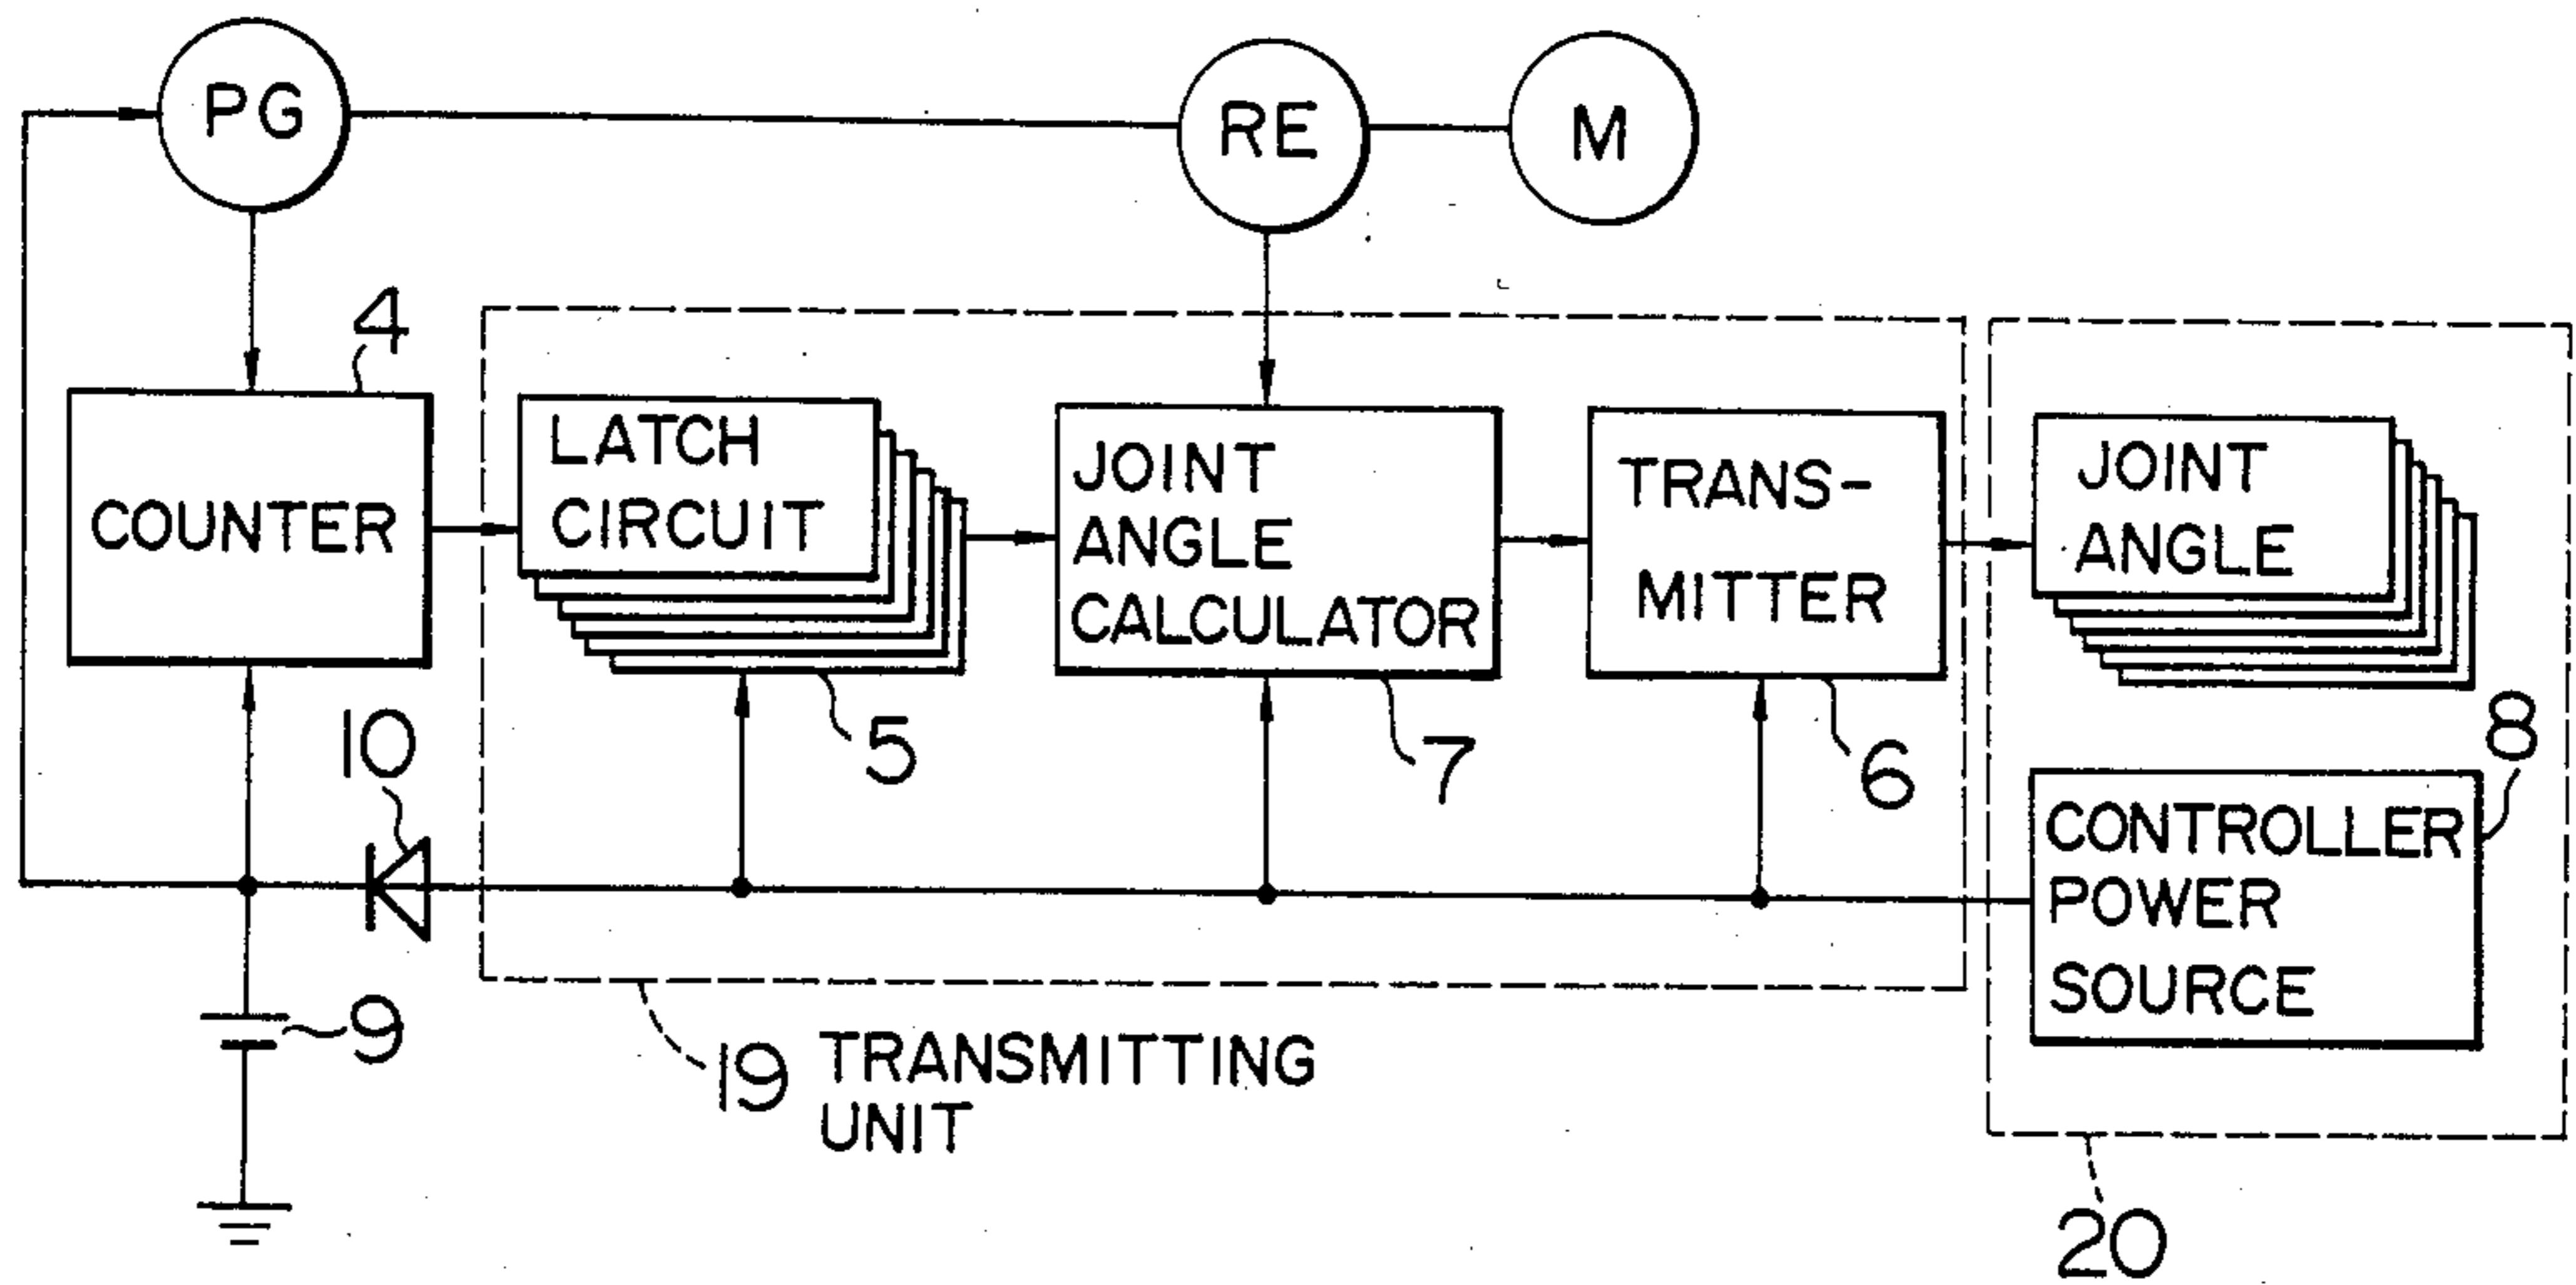 PG
RE
M
4
COUNTER
LATCH
CIRCUIT
JOINT
ANGLE
CALCULATOR
TRANS-
MITTER
JOINT
ANGLE
10
5
7
6
8
CONTROLLER
POWER
SOURCE
9
19 TRANSMITTING
UNIT
20